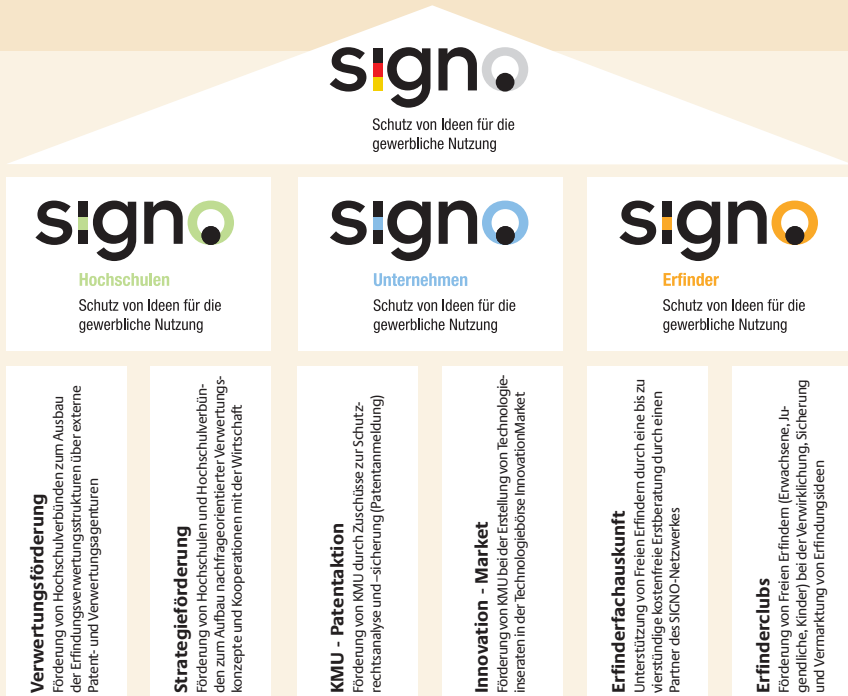 signo
Schutz von Ideen für die
gewerbliche Nutzung
signo
Hochschulen
Schutz von Ideen für die
gewerbliche Nutzung
signo
Unternehmen
Schutz von Ideen für die
gewerbliche Nutzung
signo
Erfinder
Schutz von Ideen für die
gewerbliche Nutzung
Verwertungsförderung
Förderung von Hochschulverbünden zum Ausbau
der Erfindungsverwertungsstrukturen über externe
Patent- und Verwertungsagenturen
Strategieförderung
Förderung von Hochschulen und Hochschulverbün-
den zum Aufbau nachfrageorientierter Verwertungs-
konzepte und Kooperationen mit der Wirtschaft
KMU - Patentaktion
Förderung von KMU durch Zuschüsse zur Schutz-
rechtsanalyse und –sicherung (Patentanmeldung)
Innovation - Market
Förderung von KMU bei der Erstellung von Technologie-
inseraten in der Technologiebörse InnovationMarket
Erfinderfachauskunft
Unterstützung von Freien Erfindern durch eine bis zu
vierstündige kostenfreie Erstberatung durch einen
Partner des SIGNO-Netzwerkes
Erfinderclubs
Förderung von Freien Erfindern (Erwachsene, Ju-
gendliche, Kinder) bei der Verwirklichung, Sicherung
und Vermarktung von Erfindungsideen